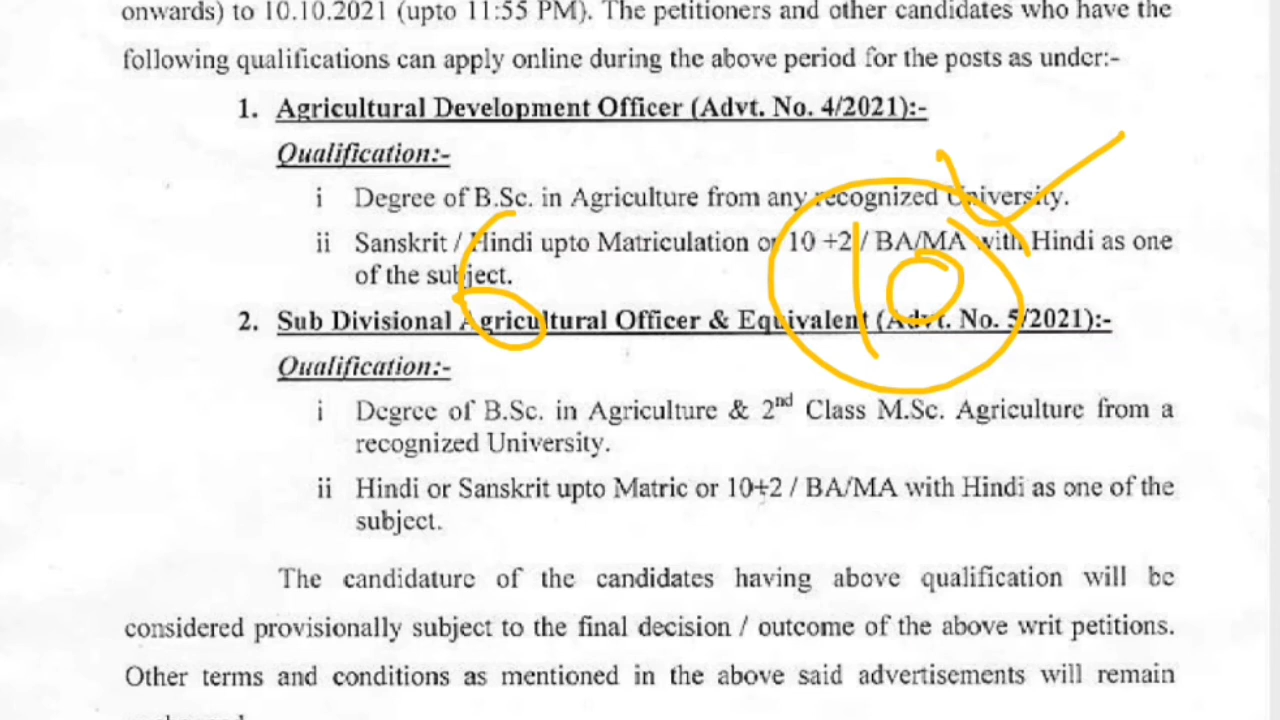 onwards) to 10.10.2021 (upto 11:55 PM). The petitioners and other candidates who have the
following qualifications can apply online during the above period for the posts as under:-
1. Agricultural Development Officer (Advt. No. 4/2021):-
Qualification:-
i Degree of B.Sc. in Agriculture from any recognized University.
ii Sanskrit / Hindi upto Matriculation or 10 +2 / BA/MA with Hindi as one
of the subject.
10
2. Sub Divisional Agricultural Officer & Equivalent (Advt. No. 5/2021):-
Qualification:-
i Degree of B.Sc. in Agriculture & 2nd Class M.Sc. Agriculture from a
recognized University.
ii Hindi or Sanskrit upto Matric or 10+2 / BA/MA with Hindi as one of the
subject.
The candidature of the candidates having above qualification will be
considered provisionally subject to the final decision / outcome of the above writ petitions.
Other terms and conditions as mentioned in the above said advertisements will remain